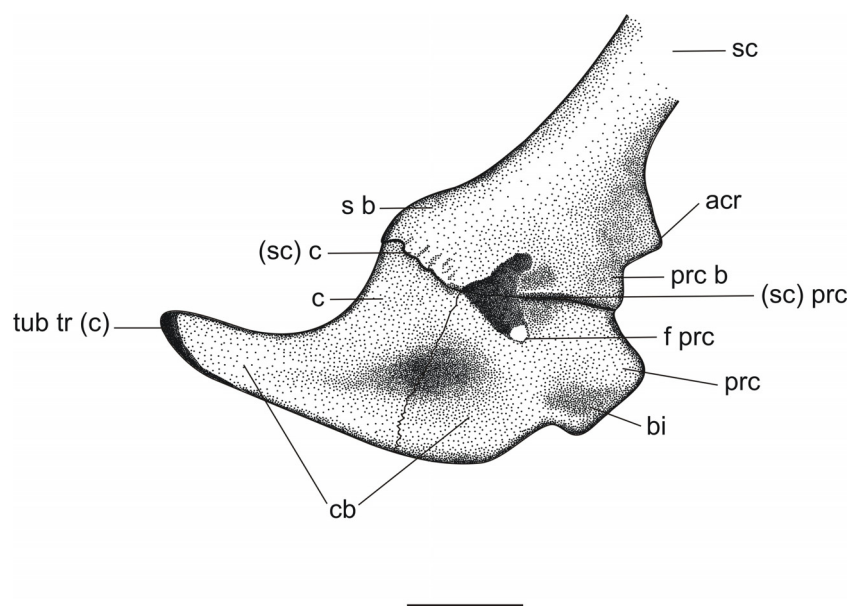 sc
s b
acr
(sc) c
prc b
c
(sc) prc
tub tr (c)
f prc
prc
bi
cb